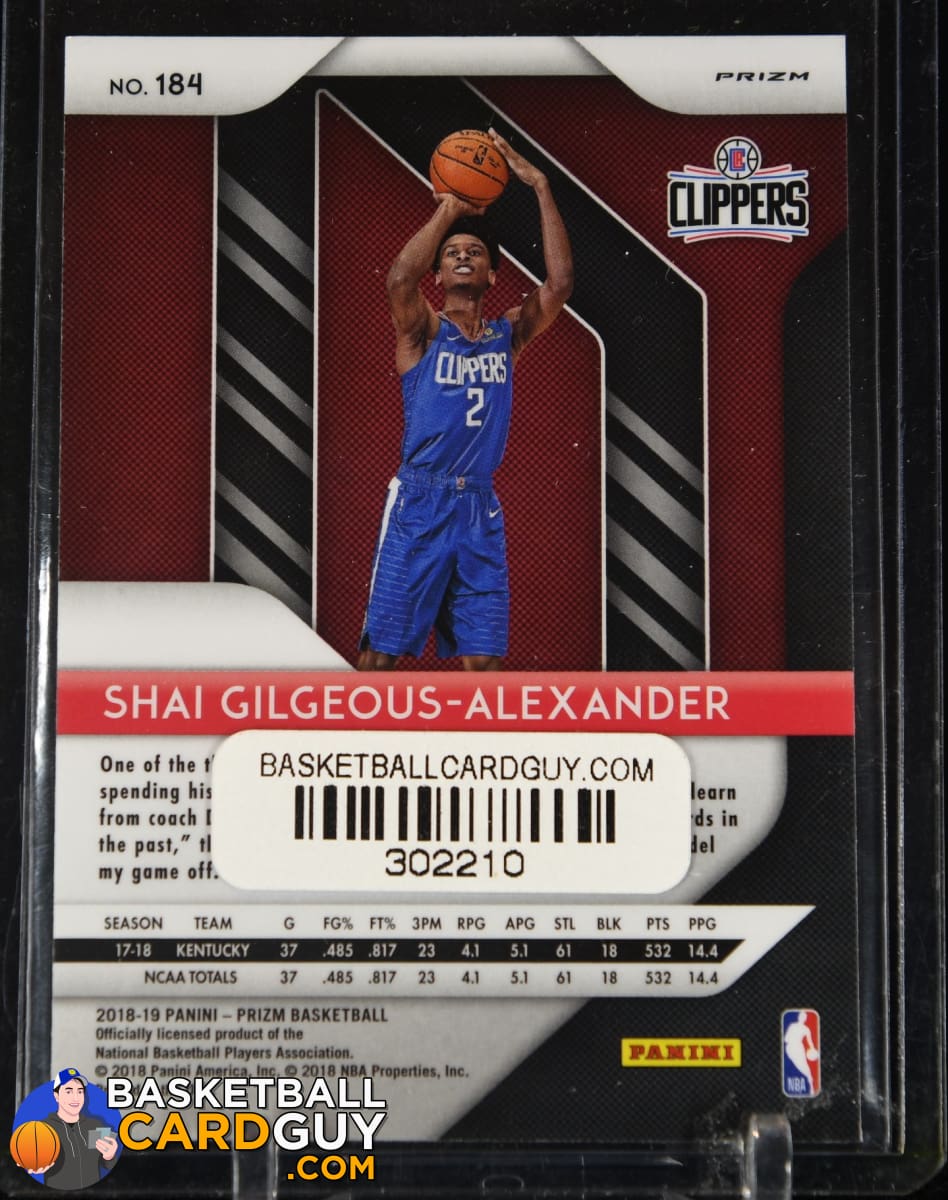 NO. 184
PRIZM
CLIPPERS
CLIPPERS
2
SHAI GILGEOUS-ALEXANDER
One of the
spending his learn
from coach in
the past,"
my game off.
BASKETBALLCARDGUY.COM
302210
SEASON TEAM G FG% FT% 3PM RPG APG STL BLK PTS PPG
17-18 KENTUCKY 37 .485 .817 23 4.1 5.1 61 18 532 14.4
NCAA TOTALS 37 .485 .817 23 4.1 5.1 61 18 532 14.4
2018-19 PANINI – PRIZM BASKETBALL
Officially licensed product of the
National Basketball Players Association.
© 2018 Panini America, Inc. © 2018 NBA Properties, Inc.
PANINI
NBA
BASKETBALL
CARDGUY
.COM